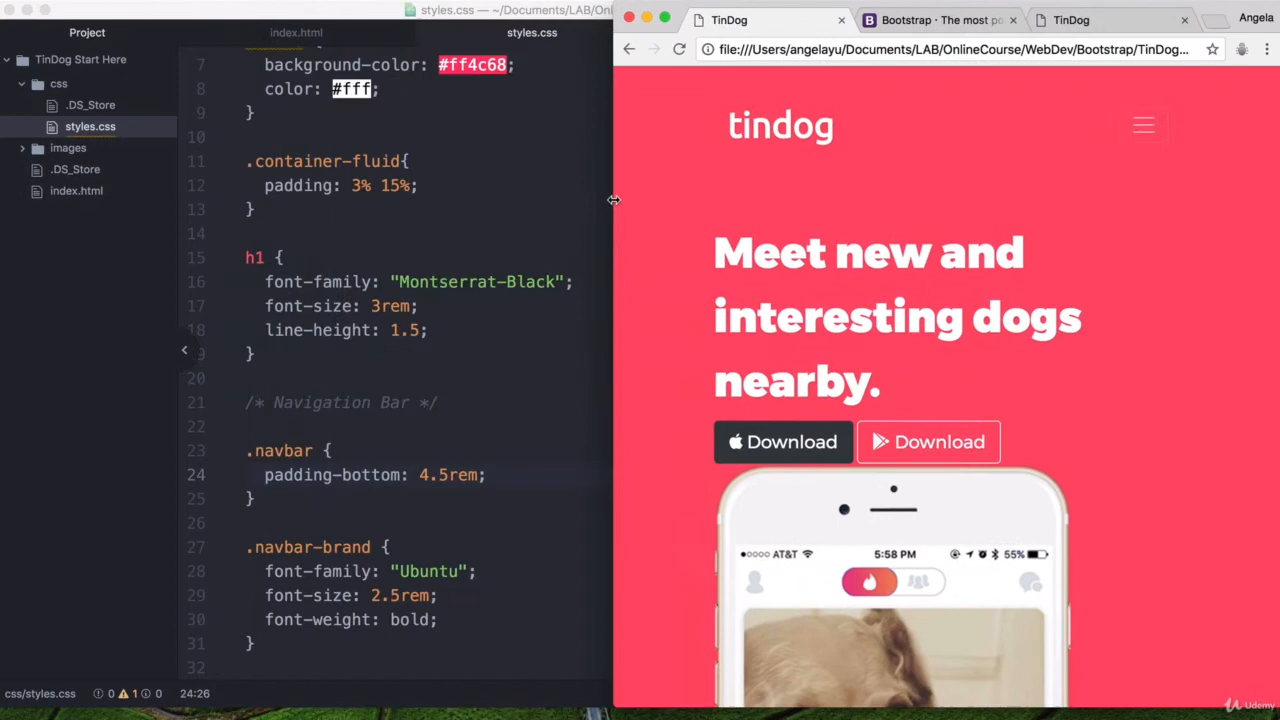 styles.css — ~/Documents/LAB/Onl
Project
index.html
styles.css
TinDog Start Here
css
.DS_Store
styles.css
images
.DS_Store
index.html
7
background-color: #ff4c68;
8
color: #fff;
9
}
10
11
.container-fluid{
12
padding: 3% 15%;
13
}
14
15
h1 {
16
font-family: "Montserrat-Black";
17
font-size: 3rem;
18
line-height: 1.5;
}
20
21
/* Navigation Bar */
22
23
.navbar {
24
padding-bottom: 4.5rem;
25
}
26
27
.navbar-brand {
28
font-family: "Ubuntu";
29
font-size: 2.5rem;
30
font-weight: bold;
31
}
32
css/styles.css
0
1
0
24:26
TinDog
Bootstrap · The most po
TinDog
Angela
file:///Users/angelayu/Documents/LAB/OnlineCourse/WebDev/Bootstrap/TinDog...
tindog
Meet new and
interesting dogs
nearby.
Download
Download
AT&T
5:58 PM
55%
Udemy